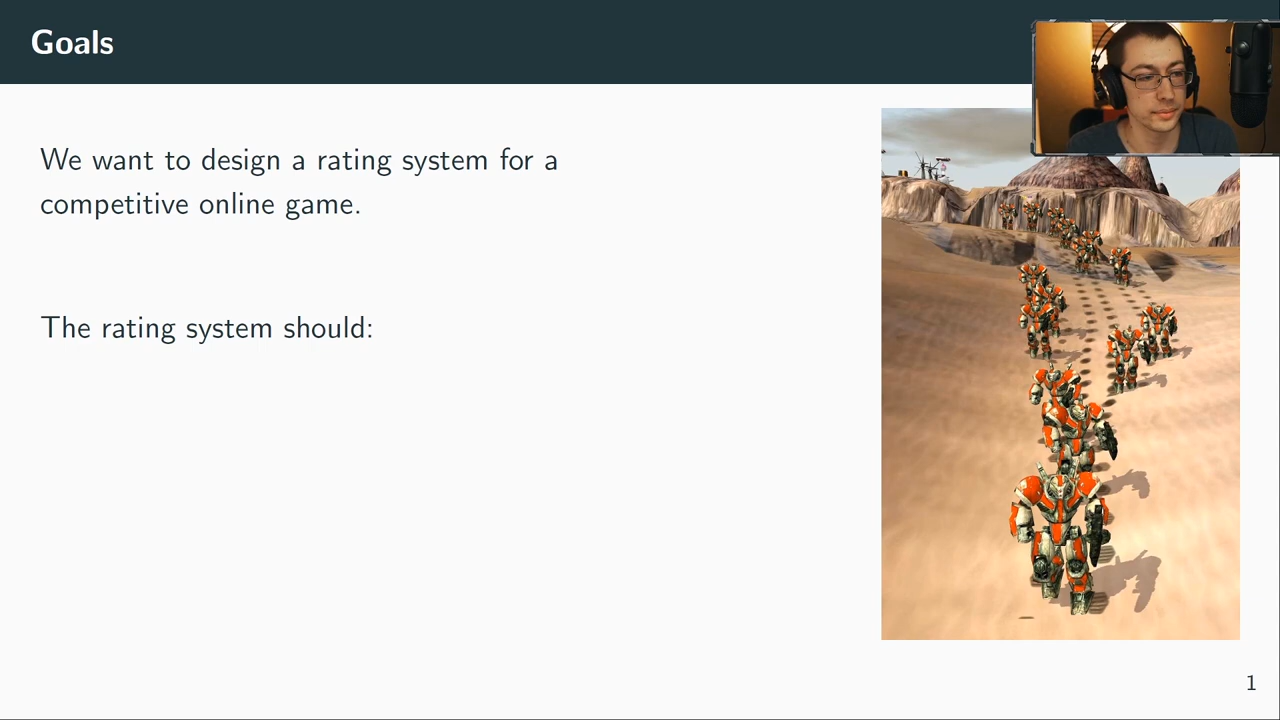 Goals
We want to design a rating system for a
competitive online game.
The rating system should:
1